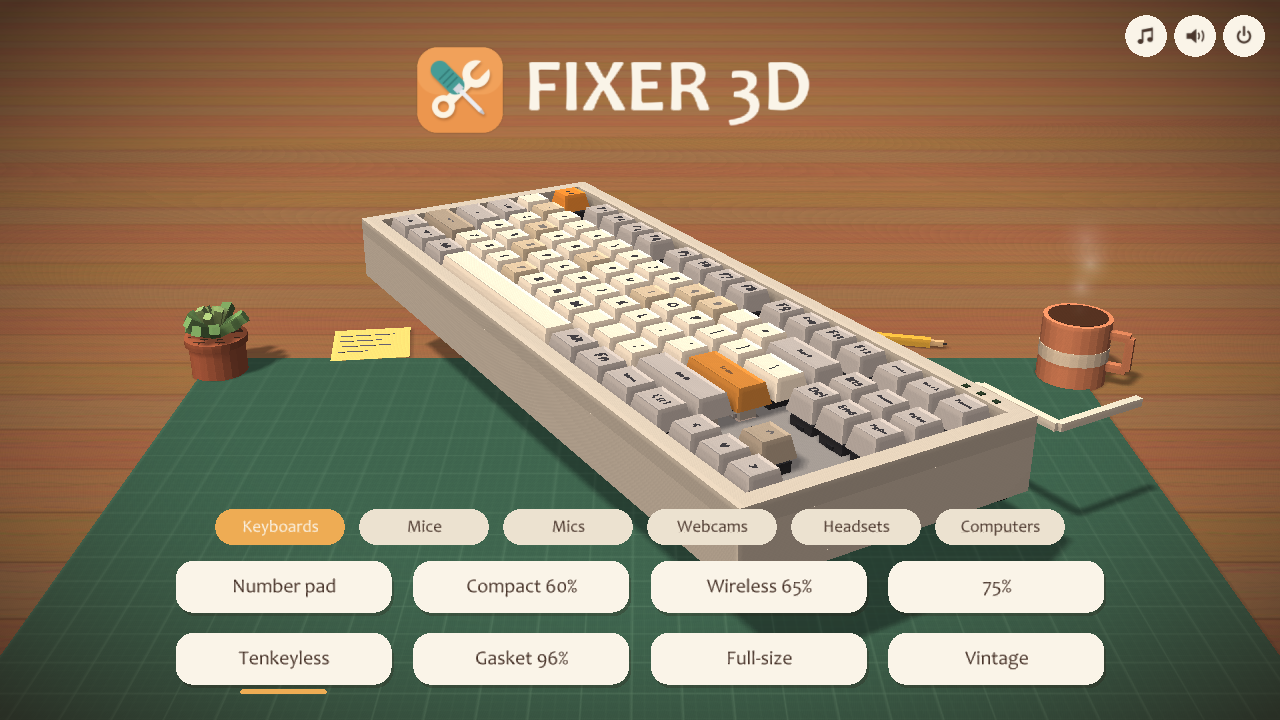 FIXER 3D
Keyboards
Mice
Mics
Webcams
Headsets
Computers
Number pad
Compact 60%
Wireless 65%
75%
Tenkeyless
Gasket 96%
Full-size
Vintage